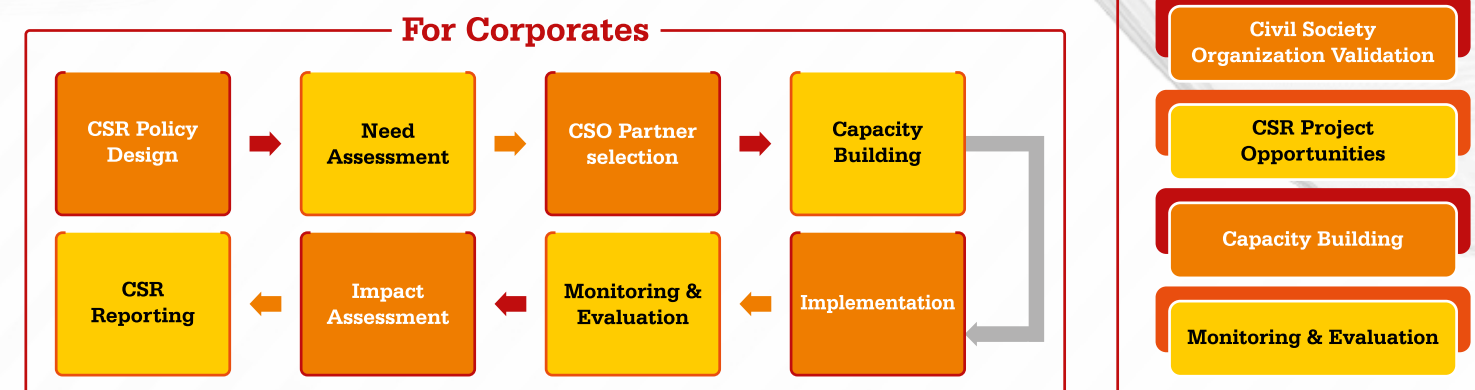 For Corporates
CSR Policy
Design
Need
Assessment
CSO Partner
selection
Capacity
Building
CSR
Reporting
Impact
Assessment
Monitoring &
Evaluation
Implementation
Civil Society
Organization Validation
CSR Project
Opportunities
Capacity Building
Monitoring & Evaluation